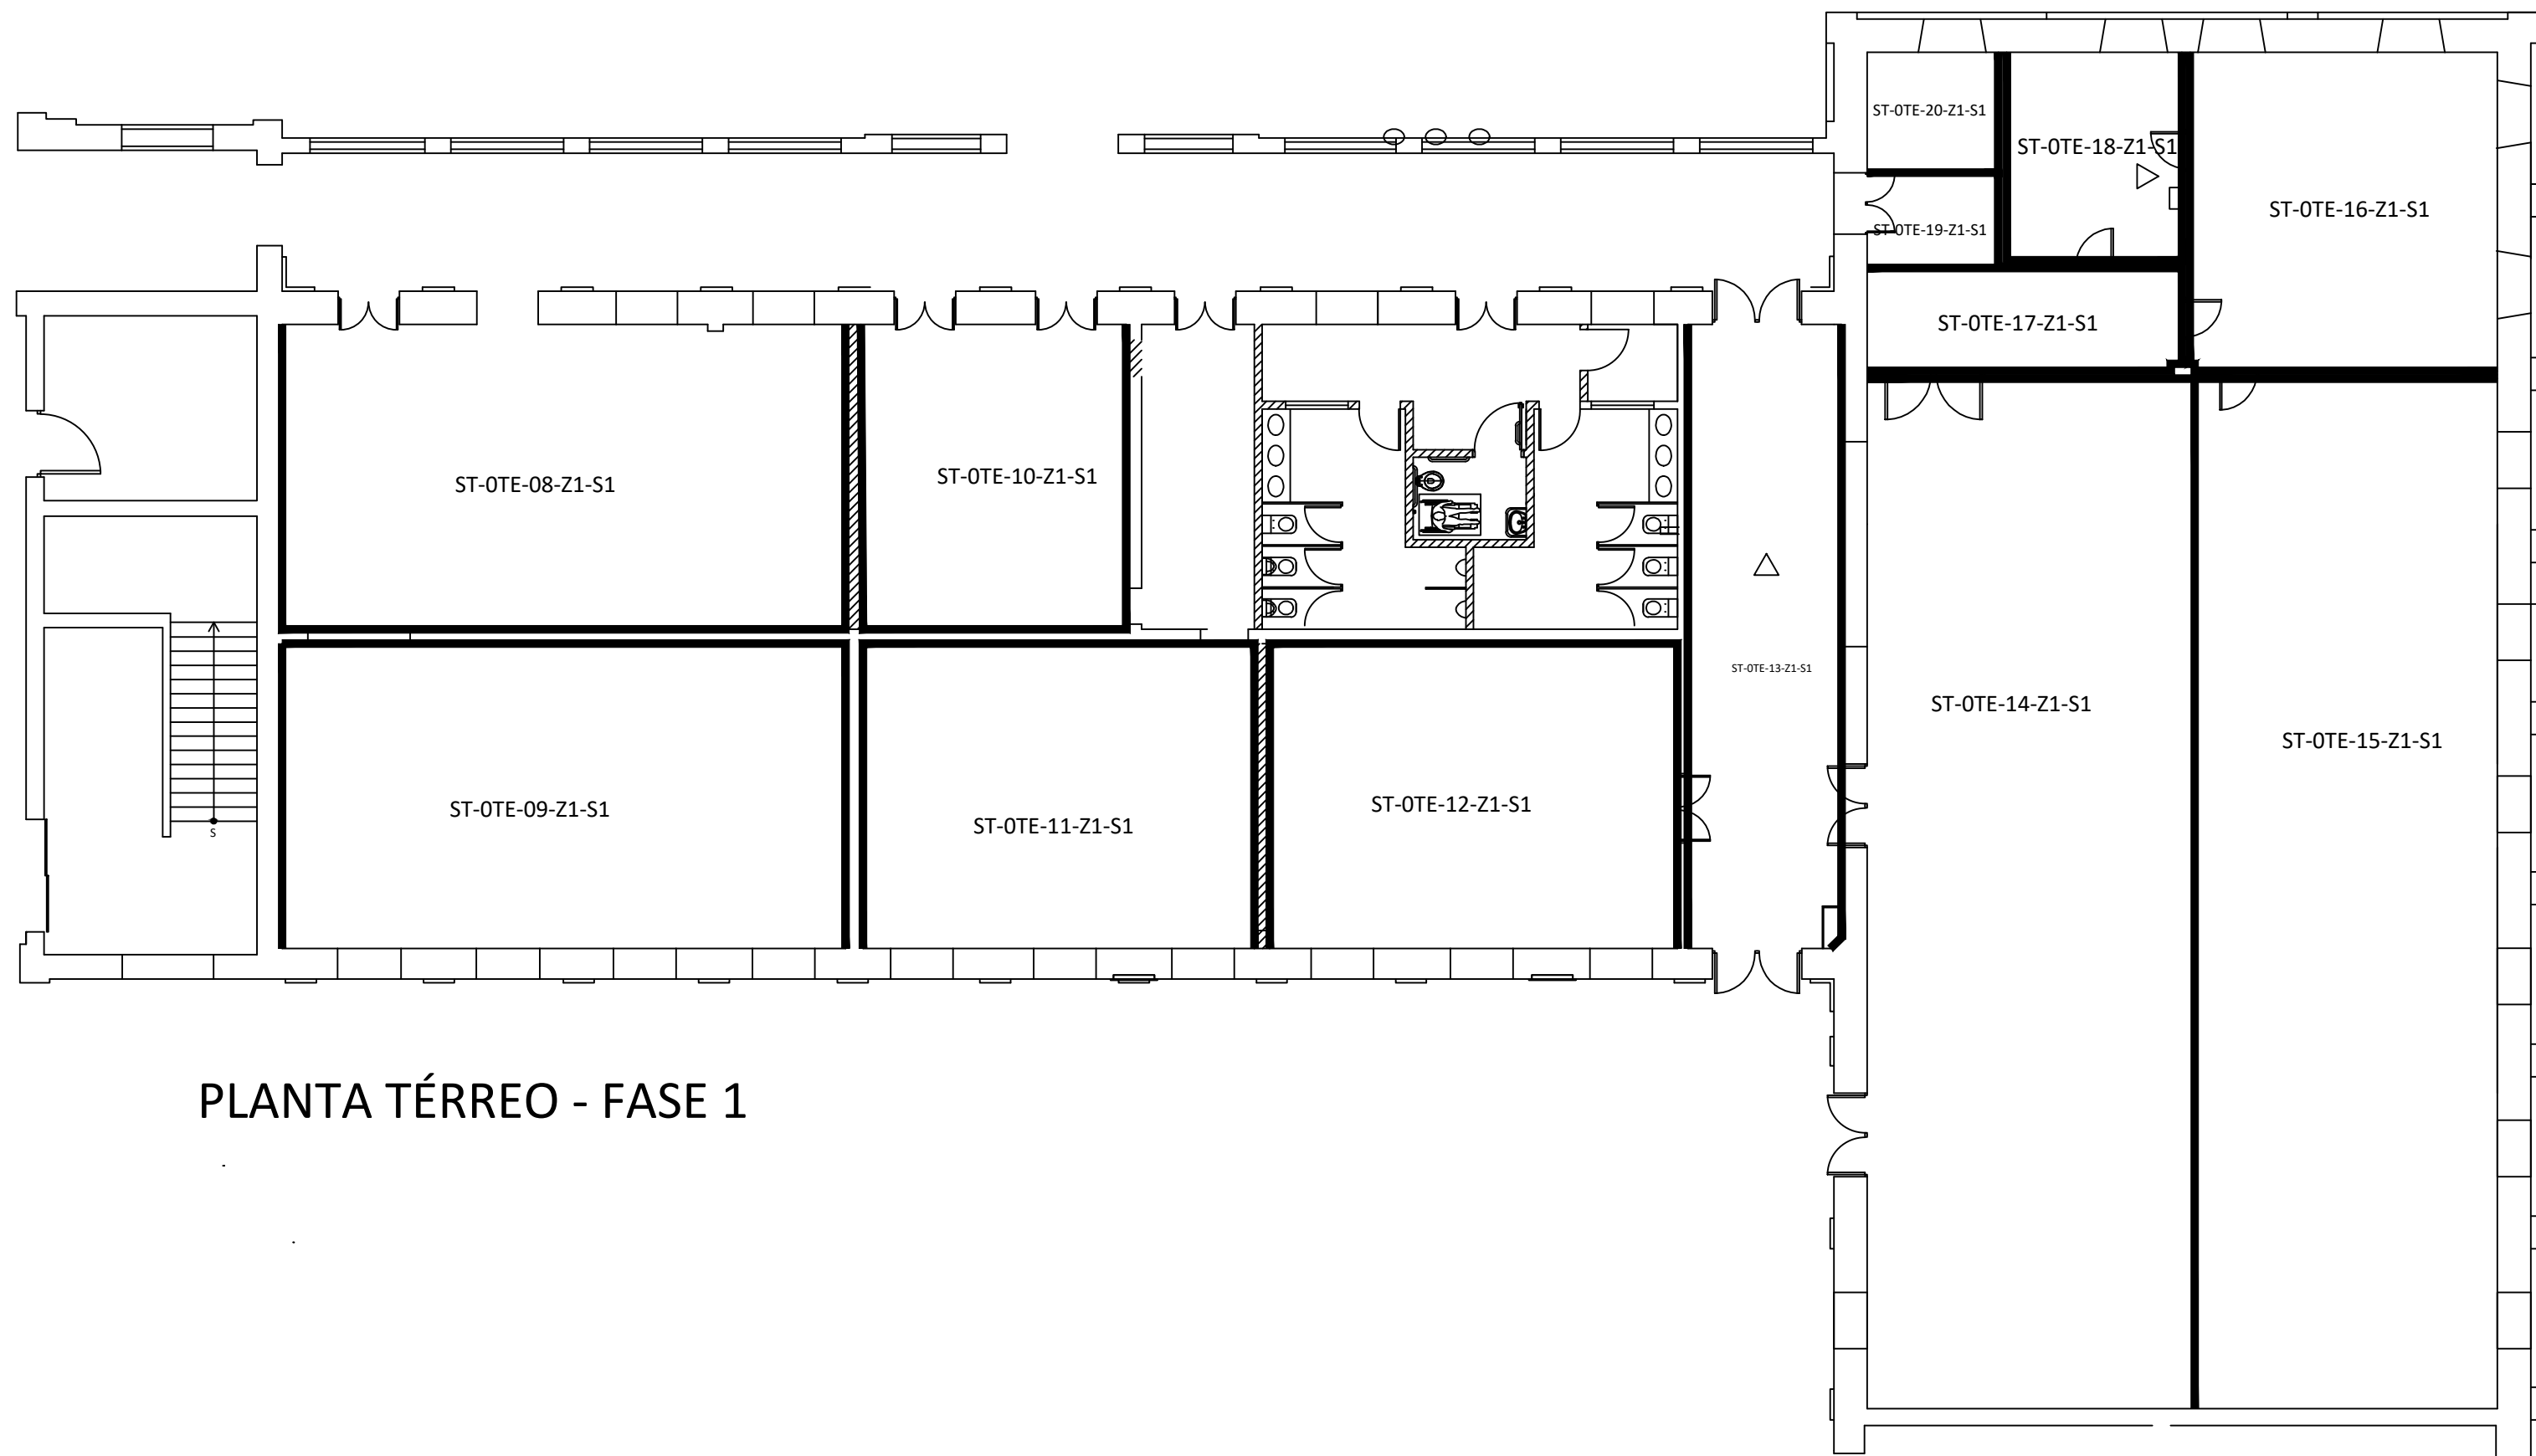 ST-0TE-20-Z1-S1
ST-0TE-18-Z1-S1
ST-0TE-16-Z1-S1
ST-0TE-19-Z1-S1
ST-0TE-17-Z1-S1
ST-0TE-08-Z1-S1
ST-0TE-10-Z1-S1
ST-0TE-13-Z1-S1
ST-0TE-14-Z1-S1
ST-0TE-15-Z1-S1
ST-0TE-09-Z1-S1
ST-0TE-11-Z1-S1
ST-0TE-12-Z1-S1
S
PLANTA TÉRREO - FASE 1